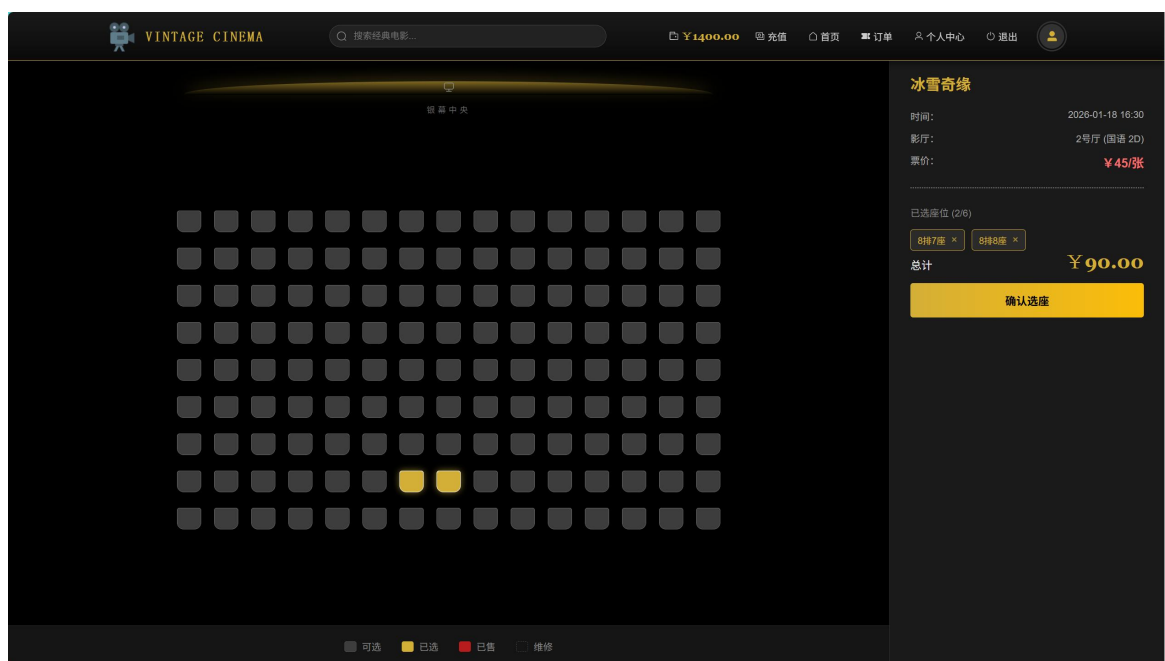 VINTAGE CINEMA
搜索经典电影...
￥1400.00 充值 首页 订单 个人中心 退出
银幕中央
冰雪奇缘
时间: 2026-01-18 16:30
影厅: 2号厅 (国语 2D)
票价: ￥45/张
已选座位 (2/6)
8排7座 × 8排8座 ×
总计 ￥90.00
确认选座
可选 已选 已售 维修